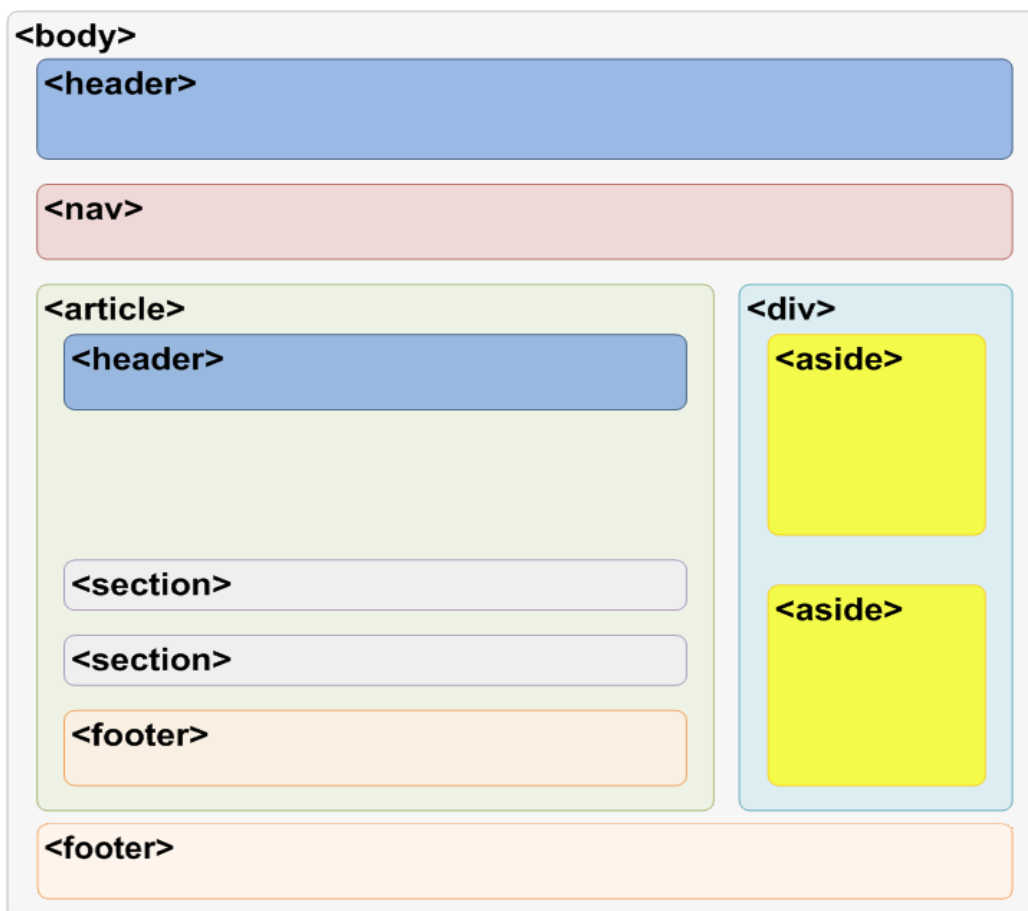 <body>
<header>
<nav>
<article>
<header>
<section>
<section>
<footer>
<div>
<aside>
<aside>
<footer>